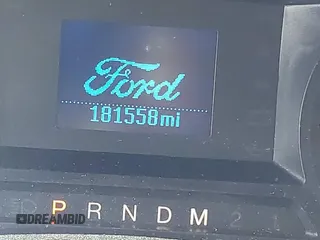 Ford
181558mi
P R N D M
DREAMBID